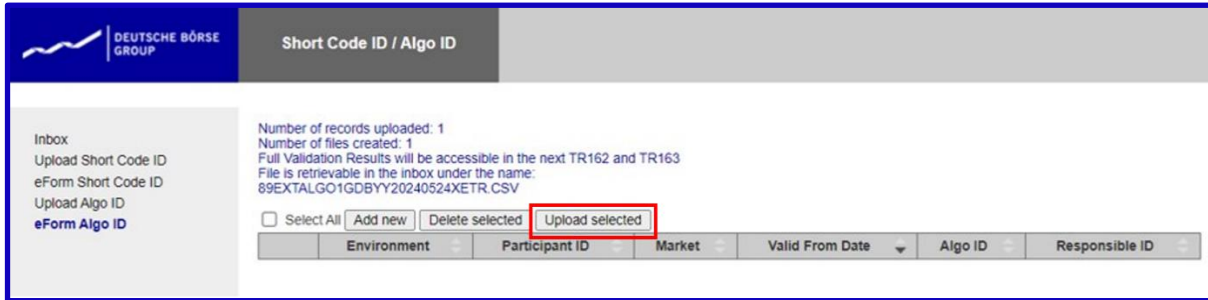 DEUTSCHE BÖRSE
GROUP
Short Code ID / Algo ID
Inbox
Upload Short Code ID
eForm Short Code ID
Upload Algo ID
eForm Algo ID
Number of records uploaded: 1
Number of files created: 1
Full Validation Results will be accessible in the next TR162 and TR163
File is retrievable in the inbox under the name:
89EXTALGO1GDBYY20240524XETR.CSV
Select All Add new Delete selected Upload selected
Environment Participant ID Market Valid From Date Algo ID Responsible ID